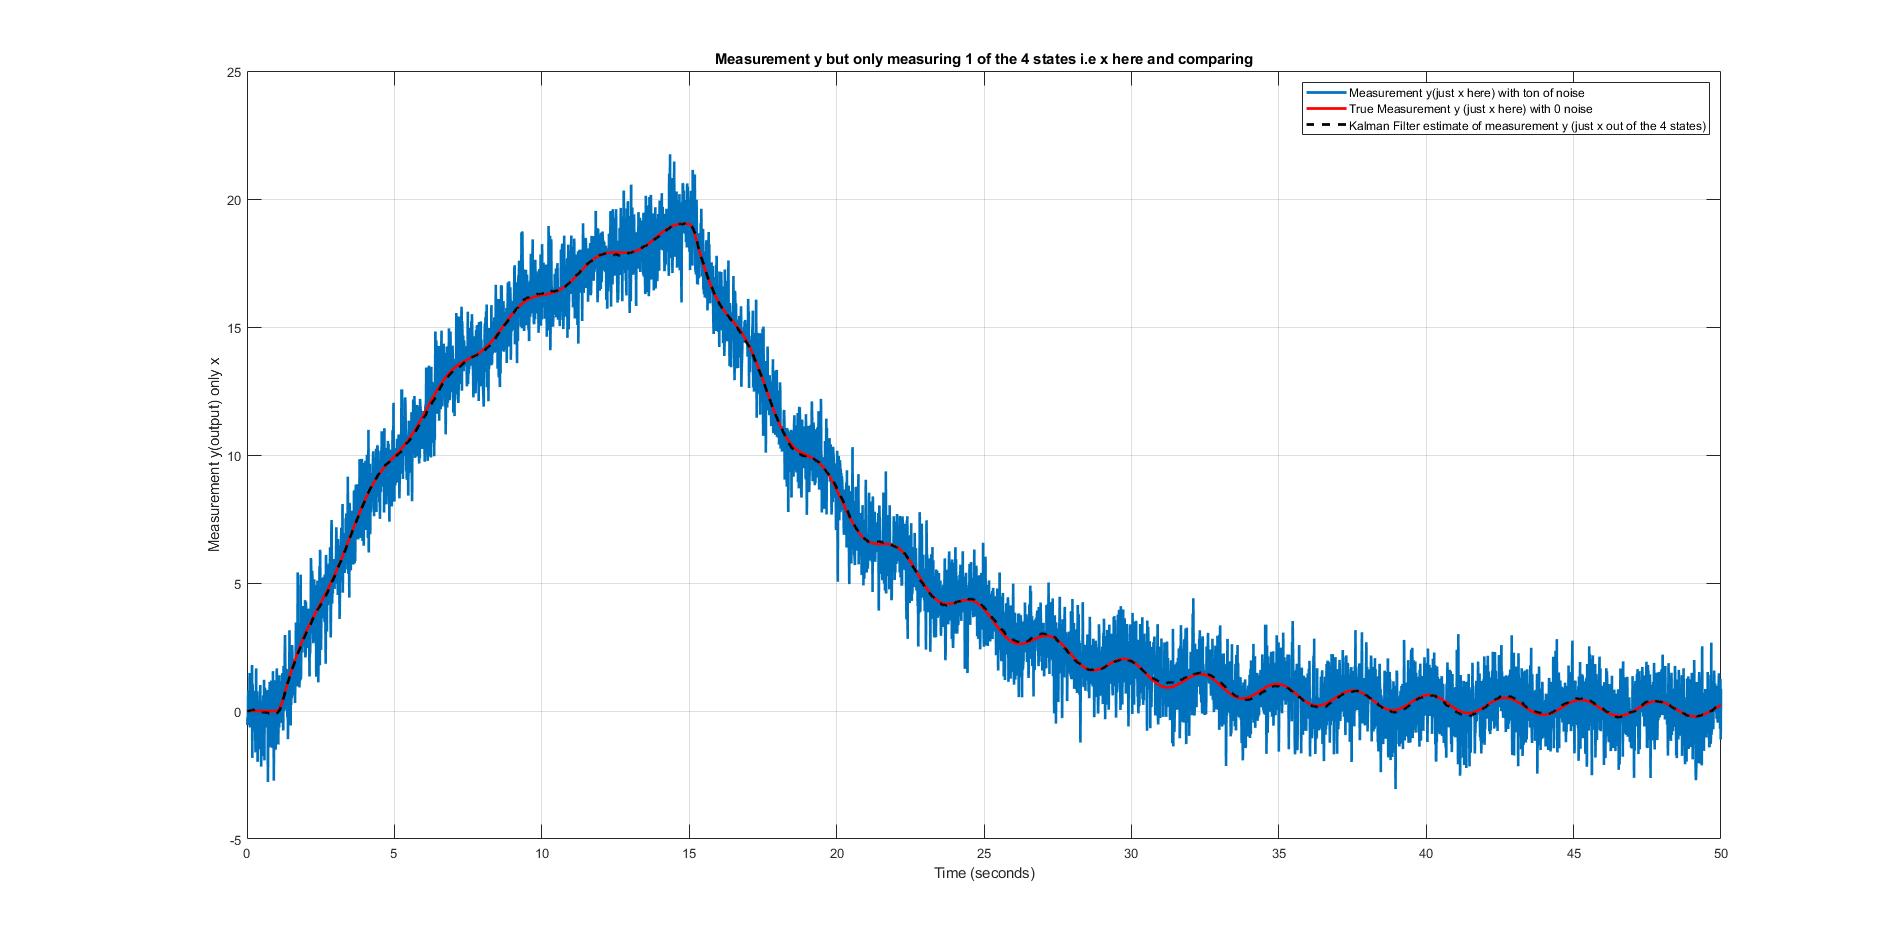 Measurement y but only measuring 1 of the 4 states i.e x here and comparing
Measurement y(just x here) with ton of noise
True Measurement y (just x here) with 0 noise
Kalman Filter estimate of measurement y (just x out of the 4 states)
Measurement y(output) only x
25
20
15
10
5
0
-5
0 5 10 15 20 25 30 35 40 45 50
Time (seconds)